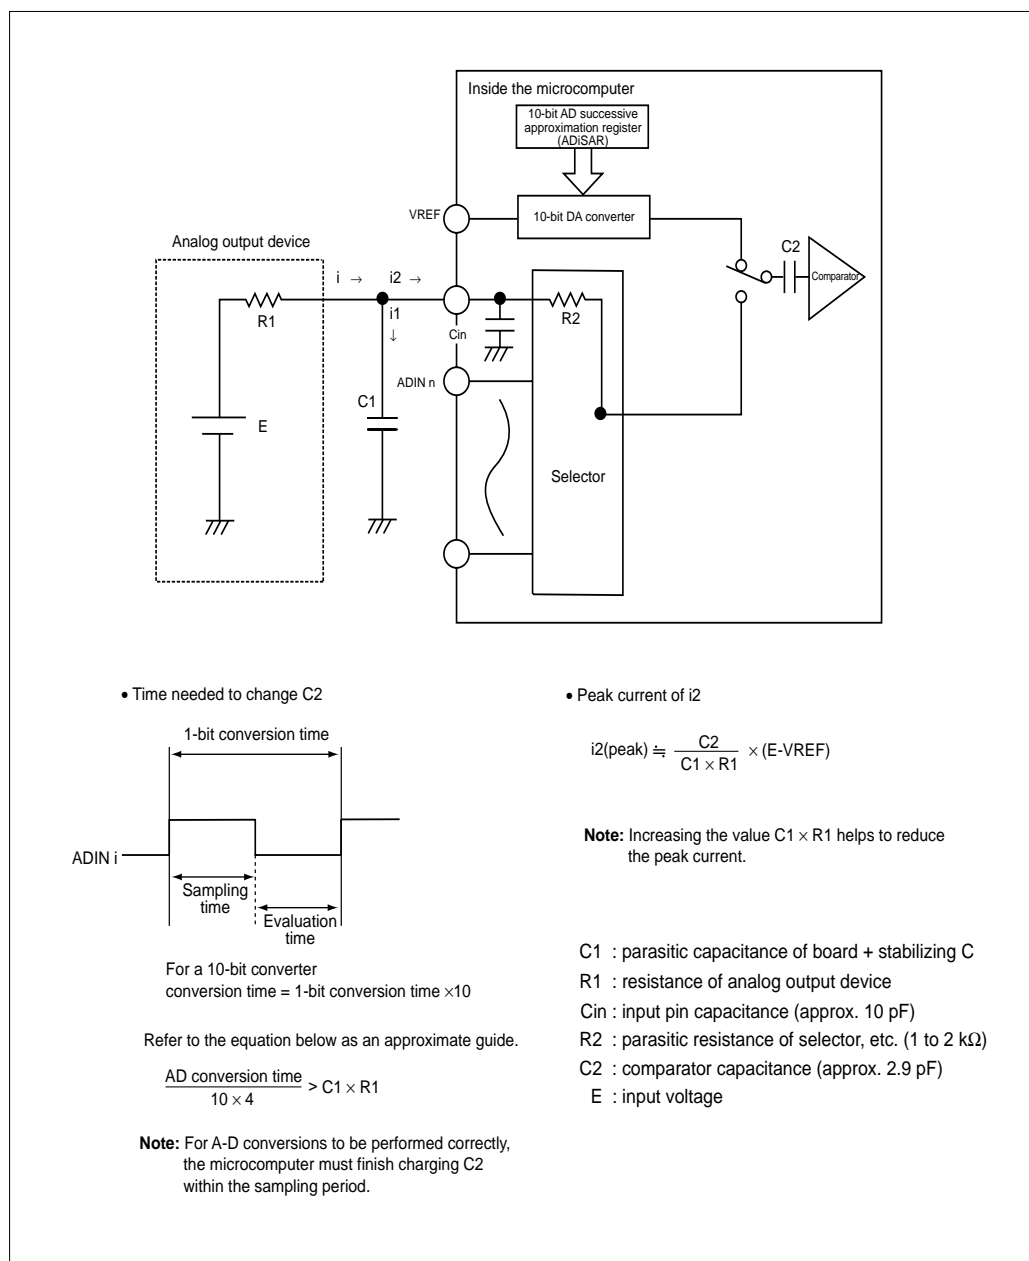 Inside the microcomputer
10-bit AD successive
approximation register
(ADiSAR)
VREF
10-bit DA converter
C2
Comparator
Analog output device
i →
i2 →
R1
i1
↓
Cin
R2
ADIN n
C1
E
Selector
• Time needed to change C2
1-bit conversion time
ADIN i
Sampling
time
Evaluation
time
For a 10-bit converter
conversion time = 1-bit conversion time ×10
Refer to the equation below as an approximate guide.
AD conversion time
10 × 4
> C1 × R1
Note: For A-D conversions to be performed correctly,
the microcomputer must finish charging C2
within the sampling period.
• Peak current of i2
i2(peak) ≒ C2
C1 × R1
× (E-VREF)
Note: Increasing the value C1 × R1 helps to reduce
the peak current.
C1 : parasitic capacitance of board + stabilizing C
R1 : resistance of analog output device
Cin : input pin capacitance (approx. 10 pF)
R2 : parasitic resistance of selector, etc. (1 to 2 kΩ)
C2 : comparator capacitance (approx. 2.9 pF)
E : input voltage